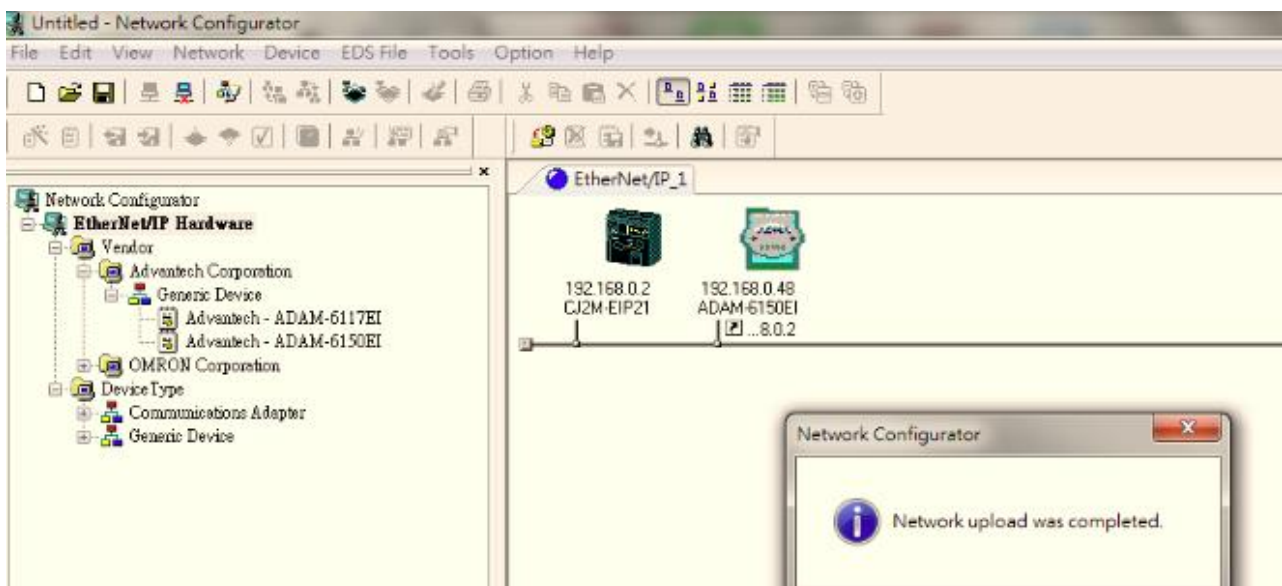 Untitled - Network Configurator
File Edit View Network Device EDS File Tools Option Help
EtherNet/IP_1
Network Configurator
EtherNet/IP Hardware
Vendor
Advantech Corporation
Generic Device
Advantech - ADAM-6117EI
Advantech - ADAM-6150EI
OMRON Corporation
DeviceType
Communications Adapter
Generic Device
192.168.0.2
CJ2M-EIP21
192.168.0.48
ADAM-6150EI
...8.0.2
Network Configurator
Network upload was completed.